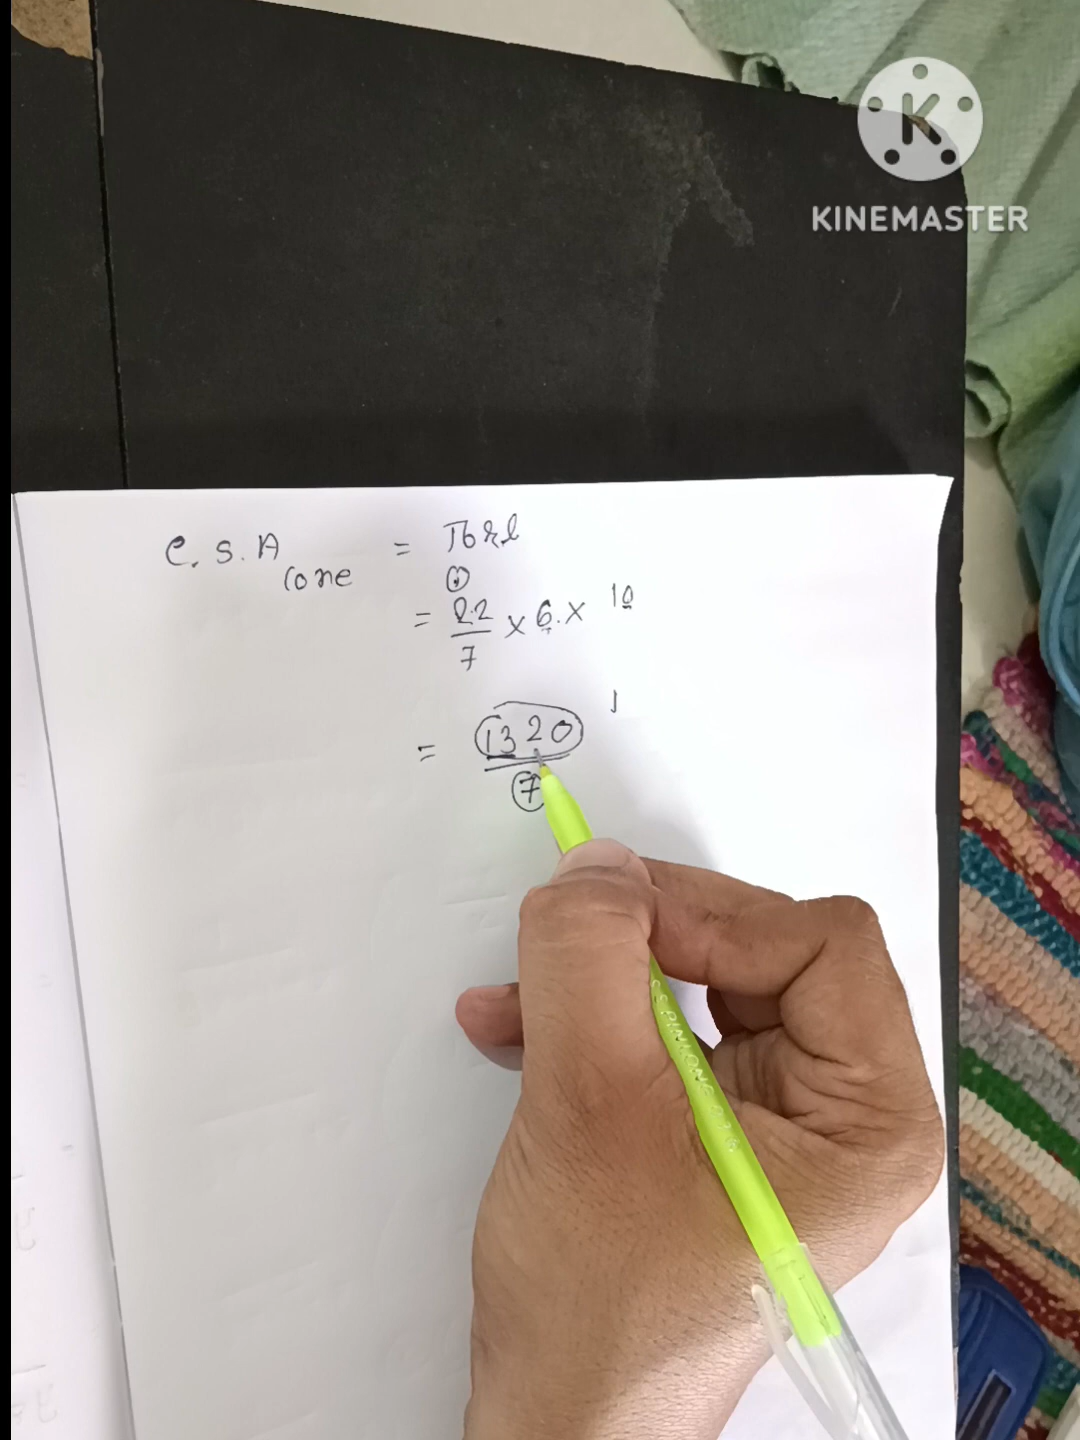 K
KINEMASTER
C.S.A cone = πrl
= 22/7 × 6 × 10
= 1320/7